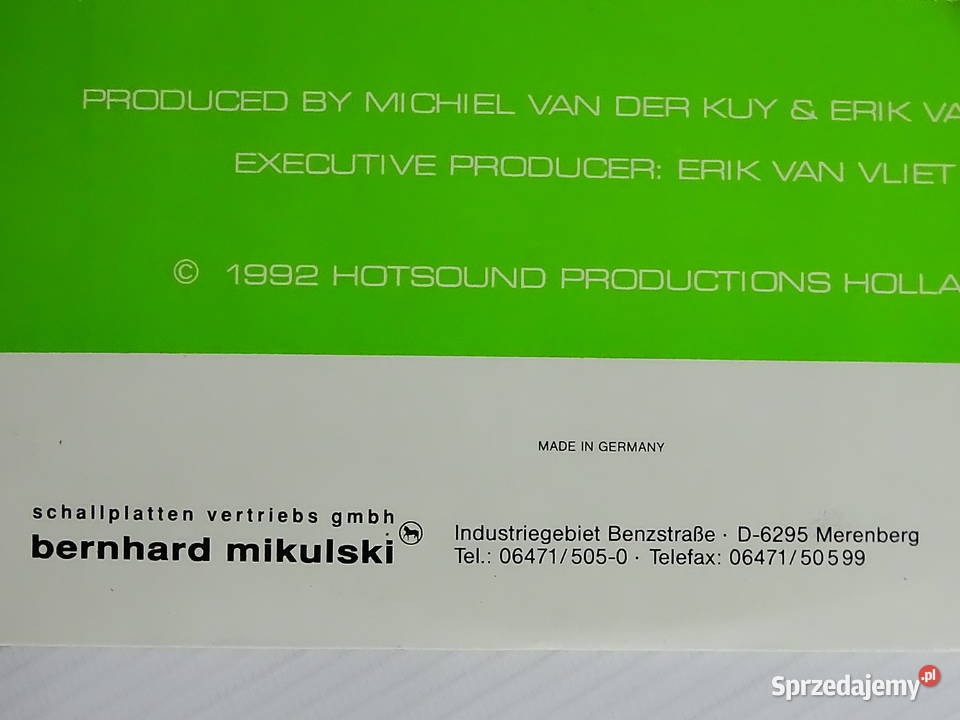 PRODUCED BY MICHIEL VAN DER KUY & ERIK VA
EXECUTIVE PRODUCER: ERIK VAN VLIET
© 1992 HOTSOUND PRODUCTIONS HOLLA
MADE IN GERMANY
schallplatten vertriebs gmbh
bernhard mikulski
Industriegebiet Benzstraße · D-6295 Merenberg
Tel.: 06471/505-0 · Telefax: 06471/50599
Sprzedajemy.pl